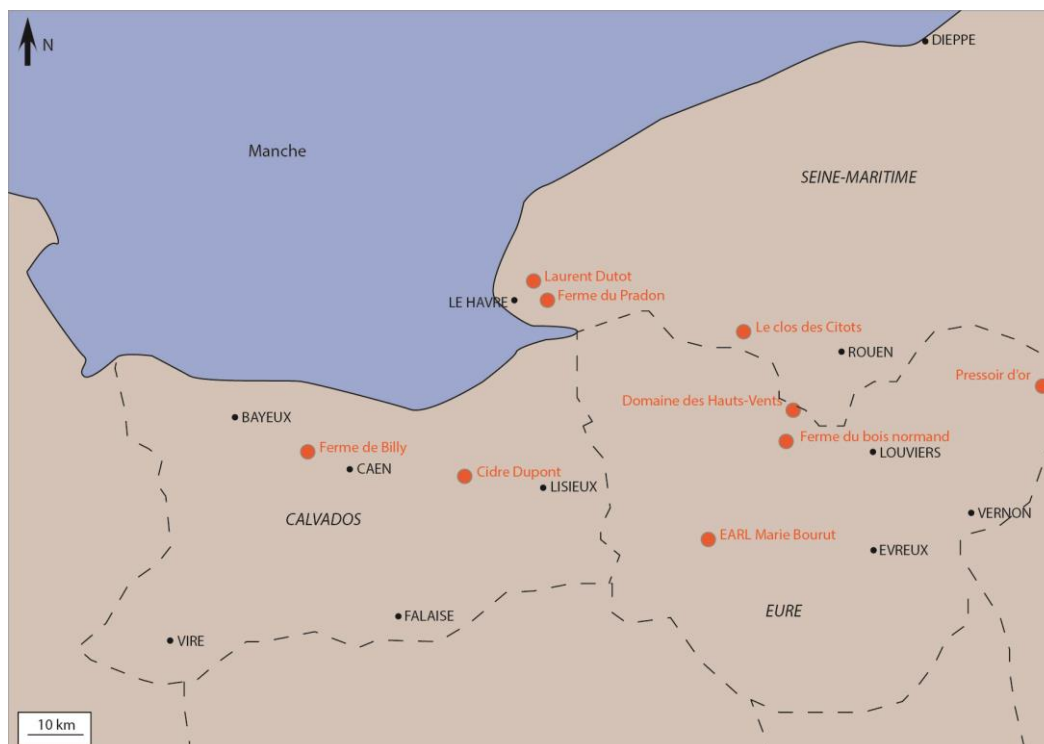 N
DIEPPE
Manche
SEINE-MARITIME
Laurent Dutot
LE HAVRE
Ferme du Pradon
Le clos des Citots
ROUEN
Pressoir d'or
Domaine des Hauts-Vents
BAYEUX
Ferme du bois normand
Ferme de Billy
LOUVIERS
CAEN
Cidre Dupont
LISIEUX
CALVADOS
VERNON
EARL Marie Bourut
EVREUX
EURE
FALAISE
VIRE
10 km